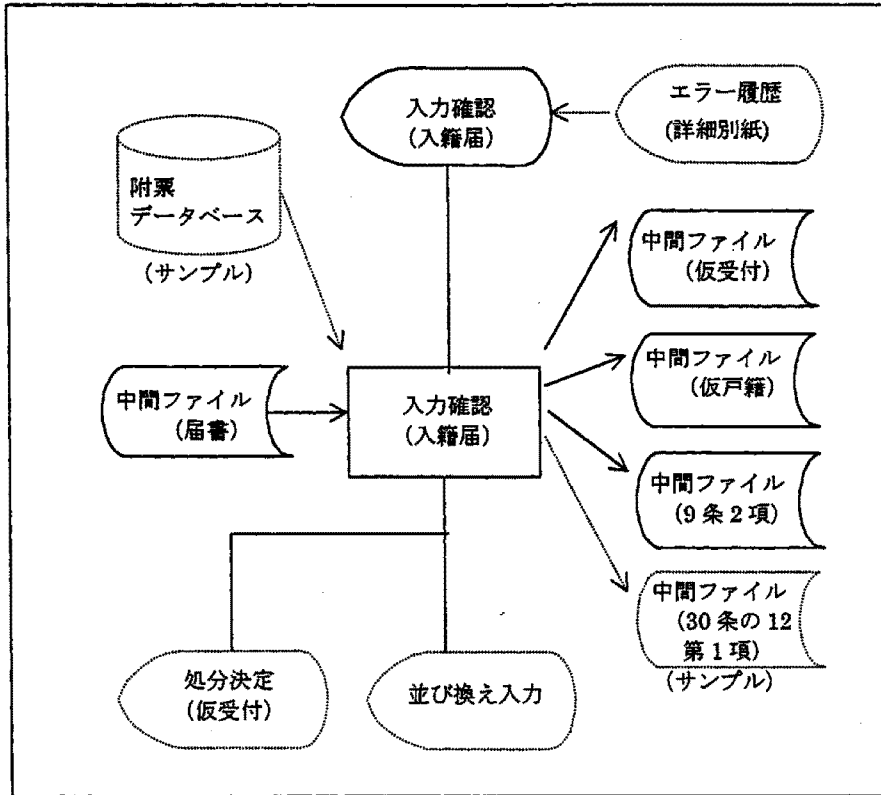 入力確認
(入籍届)
エラー履歴
(詳細別紙)
附票
データベース
(サンプル)
中間ファイル
(仮受付)
中間ファイル
(仮戸籍)
中間ファイル
(届書)
入力確認
(入籍届)
中間ファイル
(9条2項)
中間ファイル
(30条の12
第1項)
(サンプル)
処分決定
(仮受付)
並び換え入力